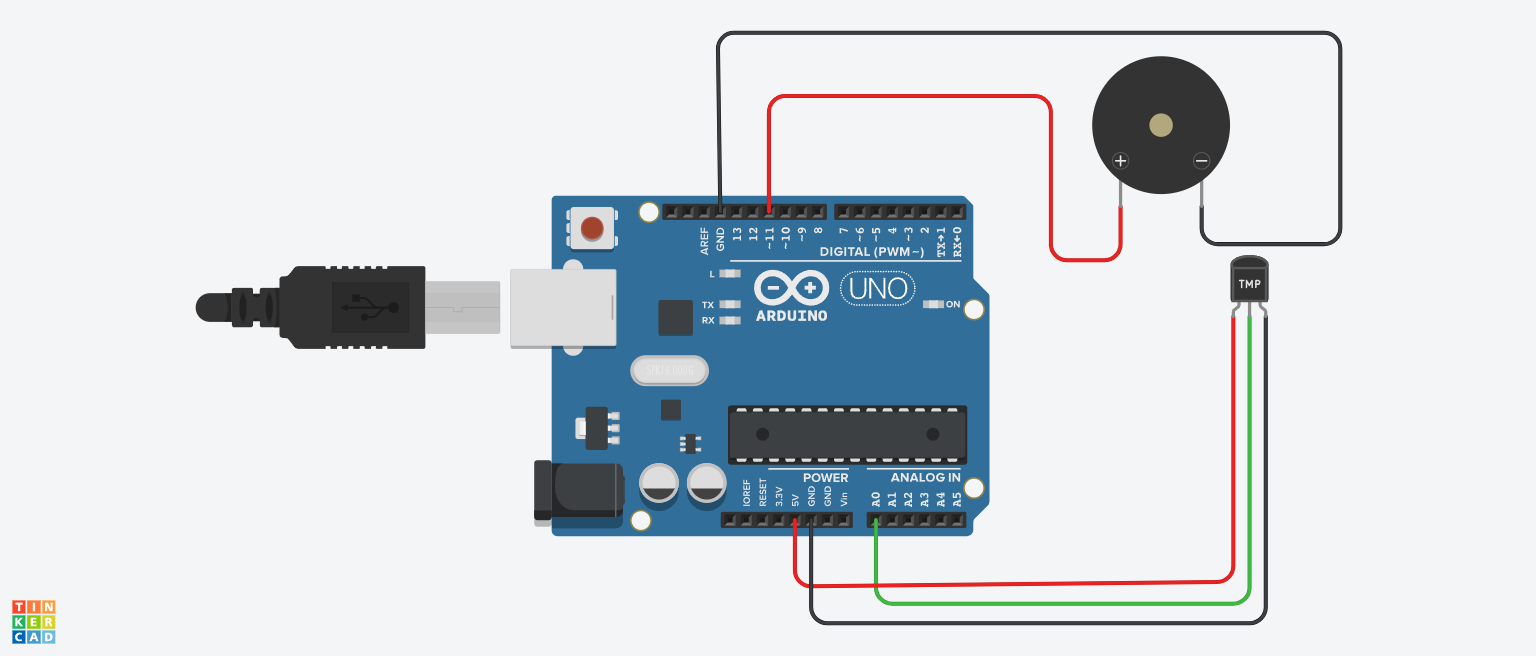 + −
AREF
GND
13
12
~11
~10
~9
8
7
~6
~5
4
~3
2
TX→1
RX←0
DIGITAL (PWM~)
L
TX
RX
UNO
ON
ARDUINO
TMP
POWER
ANALOG IN
IOREF
RESET
3.3V
5V
GND
GND
Vin
A0
A1
A2
A3
A4
A5
TIN
KER
CAD